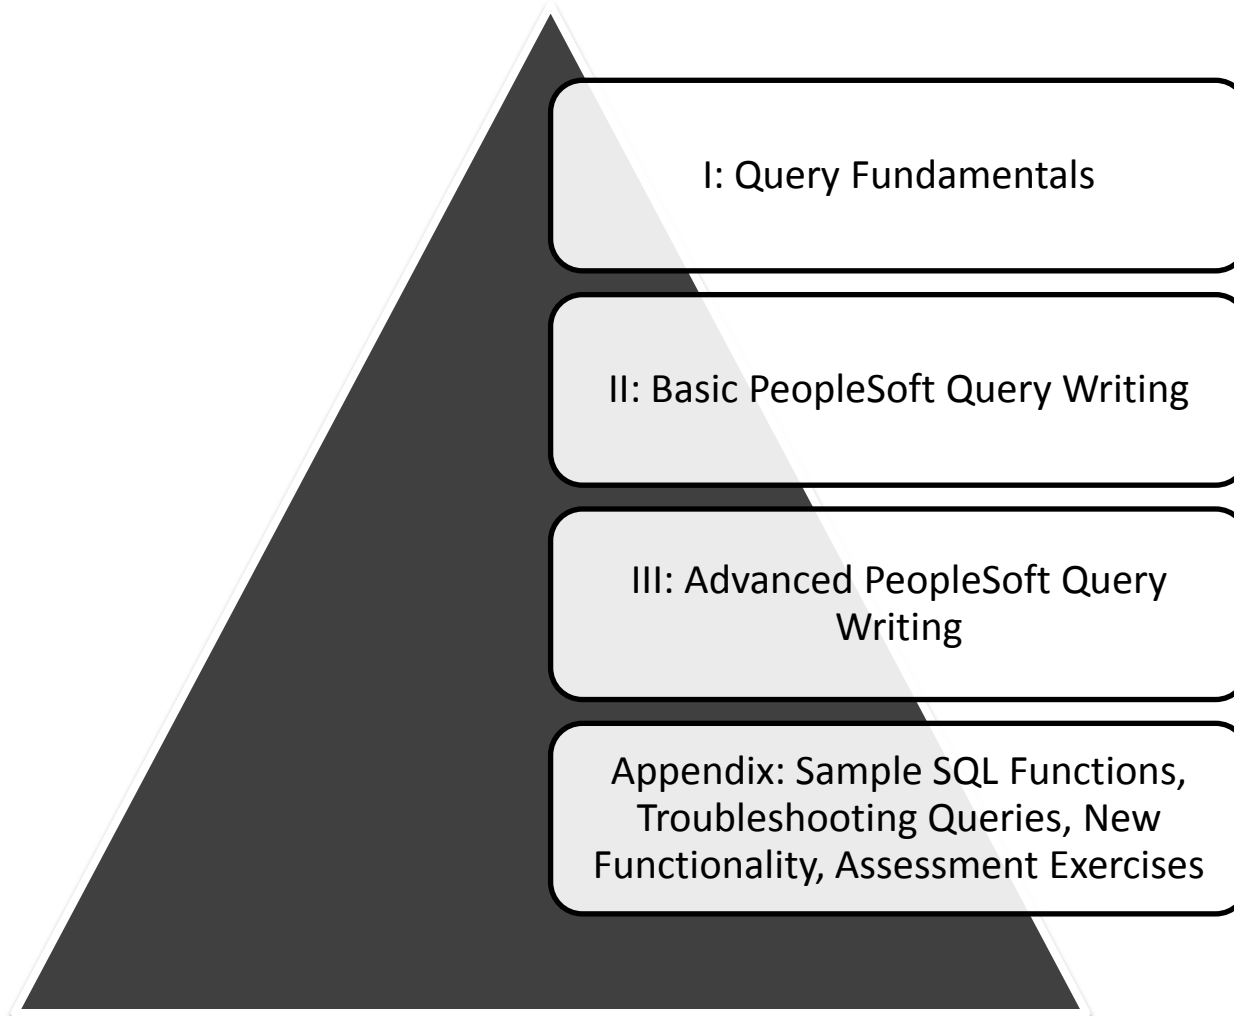 I: Query Fundamentals
II: Basic PeopleSoft Query Writing
III: Advanced PeopleSoft Query
Writing
Appendix: Sample SQL Functions,
Troubleshooting Queries, New
Functionality, Assessment Exercises